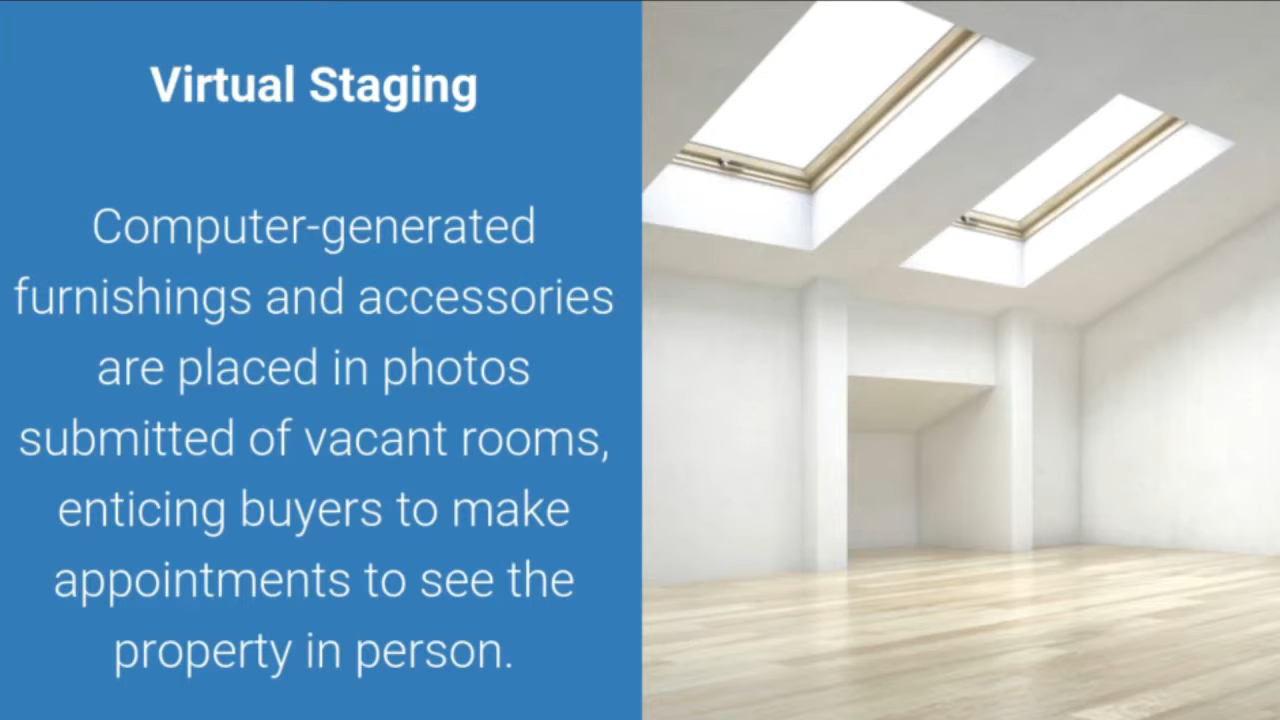 Virtual Staging
Computer-generated
furnishings and accessories
are placed in photos
submitted of vacant rooms,
enticing buyers to make
appointments to see the
property in person.